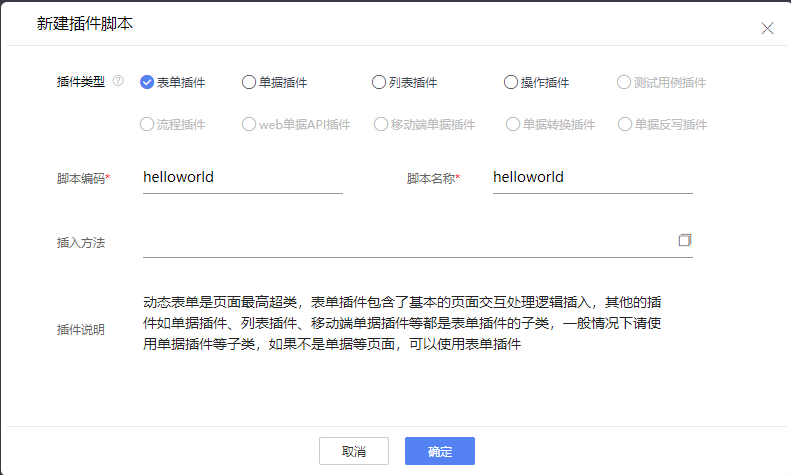 新建插件脚本
插件类型 表单插件 单据插件 列表插件 操作插件 测试用例插件
流程插件 web单据API插件 移动端单据插件 单据转换插件 单据反写插件
脚本编码* helloworld 脚本名称* helloworld
插入方法
插件说明
动态表单是页面最高超类，表单插件包含了基本的页面交互处理逻辑插入，其他的插
件如单据插件、列表插件、移动端单据插件等都是表单插件的子类，一般情况下请使
用单据插件等子类，如果不是单据等页面，可以使用表单插件
取消 确定